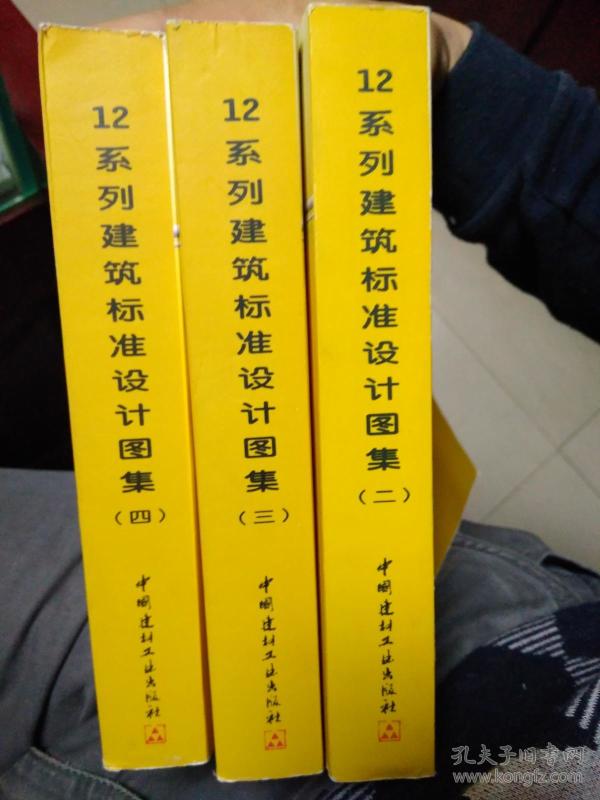 12系列建筑标准设计图集
(四)
中国建材工业出版社
12系列建筑标准设计图集
(三)
中国建材工业出版社
12系列建筑标准设计图集
(二)
中国建材工业出版社
孔夫子旧书网
www.kongfz.com